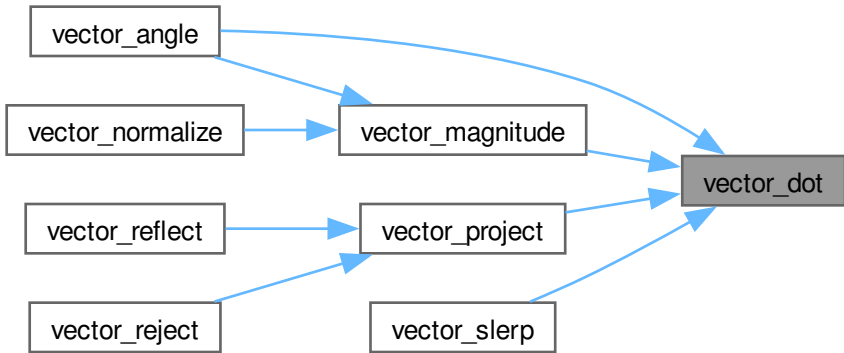 vector_angle
vector_normalize
vector_magnitude
vector_dot
vector_reflect
vector_project
vector_reject
vector_slerp